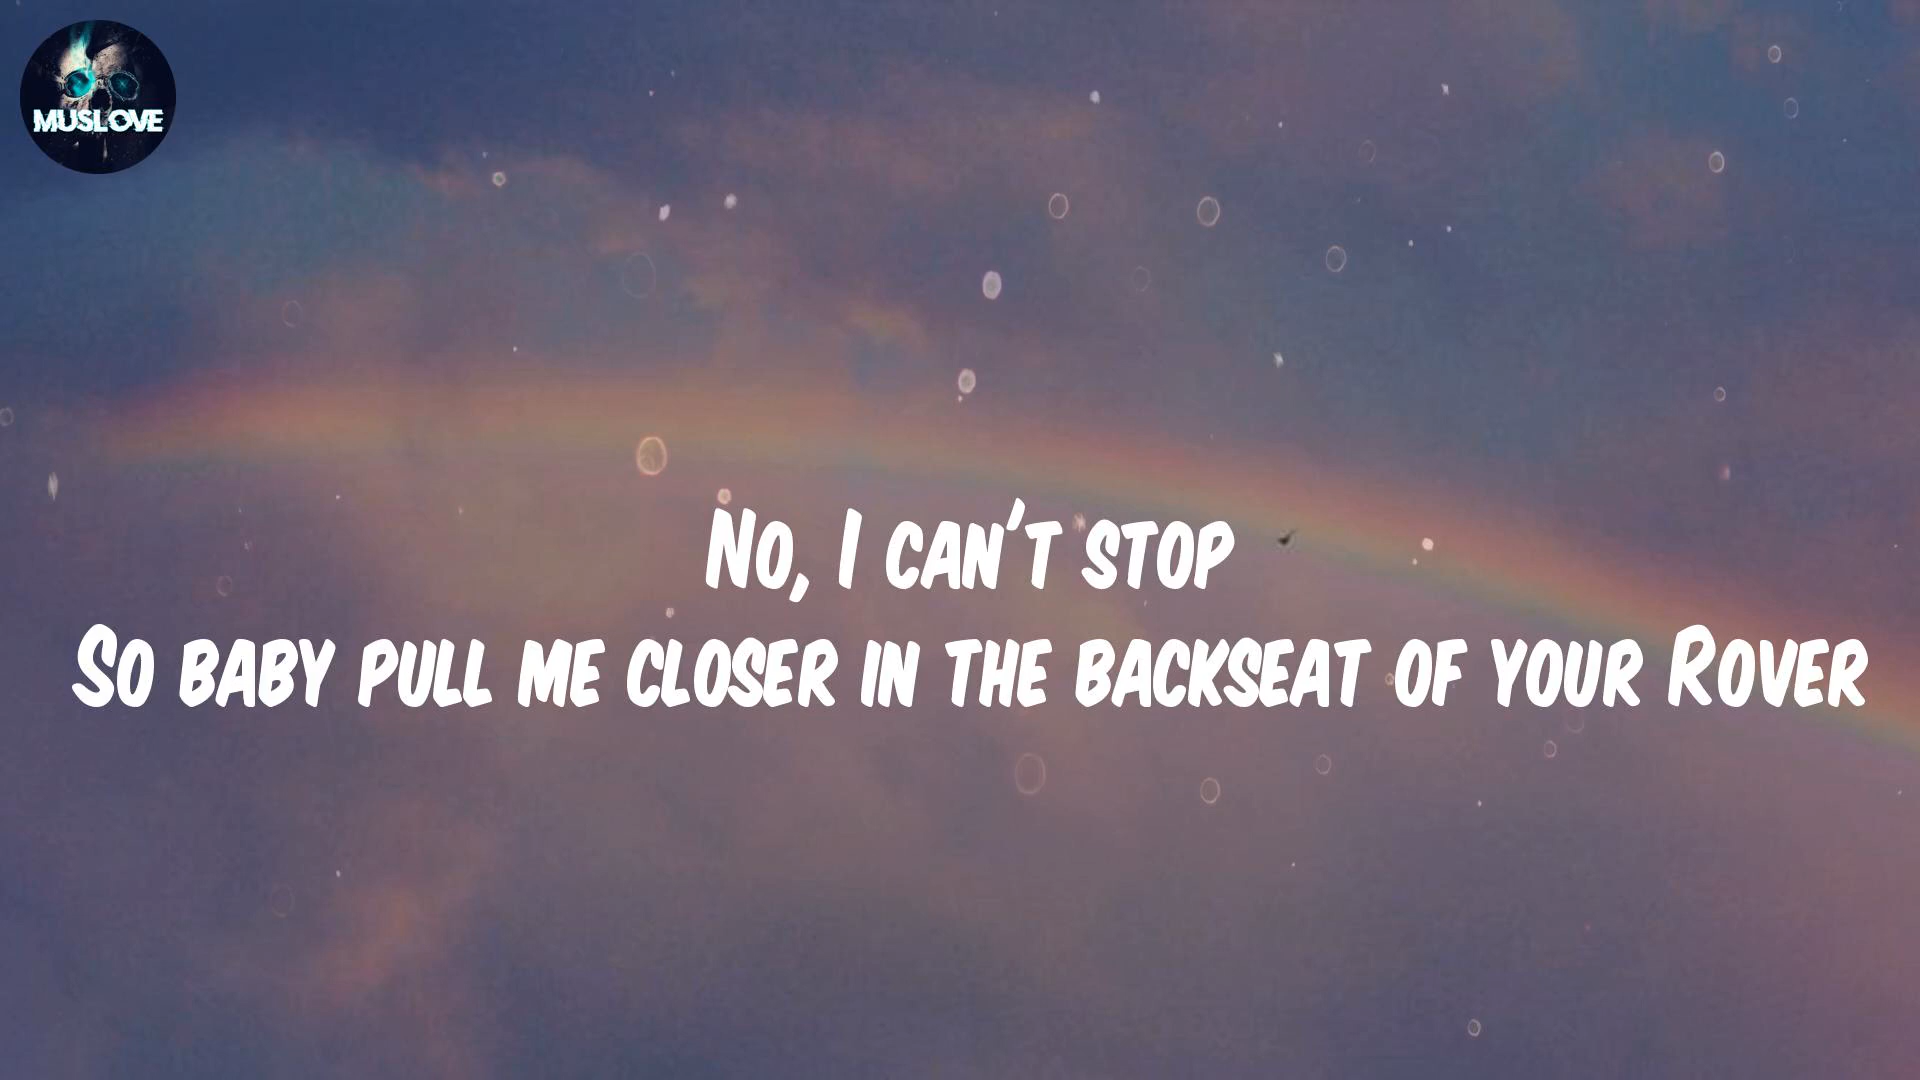 MUSLOVE
No, I can't stop
So baby pull me closer in the backseat of your Rover